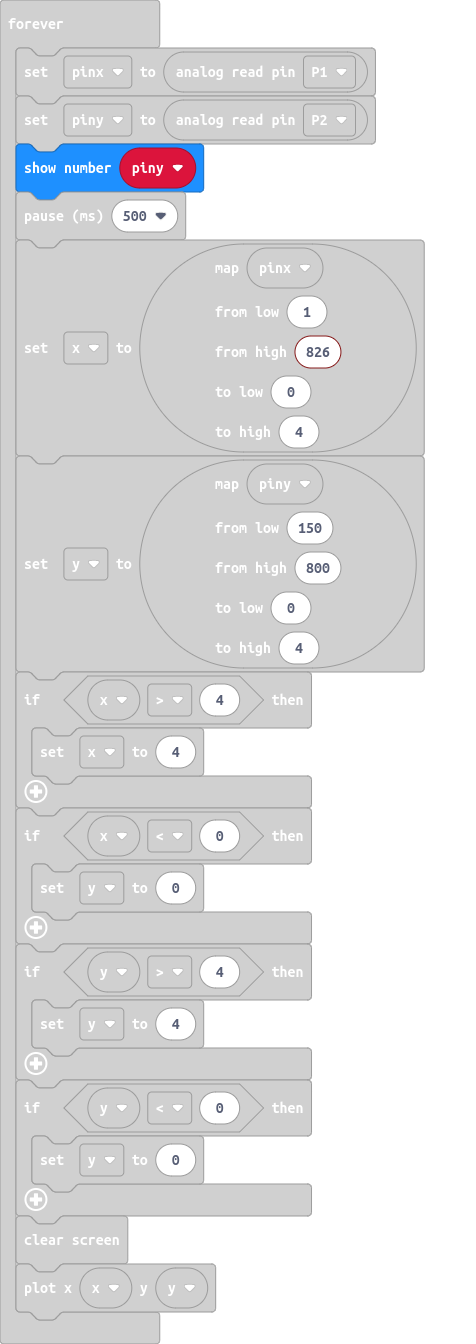 forever
set pinx to analog read pin P1
set piny to analog read pin P2
show number piny
pause (ms) 500
map pinx
from low 1
set x to from high 826
to low 0
to high 4
map piny
from low 150
set y to from high 800
to low 0
to high 4
if x > 4 then
set x to 4
if x < 0 then
set y to 0
if y > 4 then
set y to 4
if y < 0 then
set y to 0
clear screen
plot x x y y